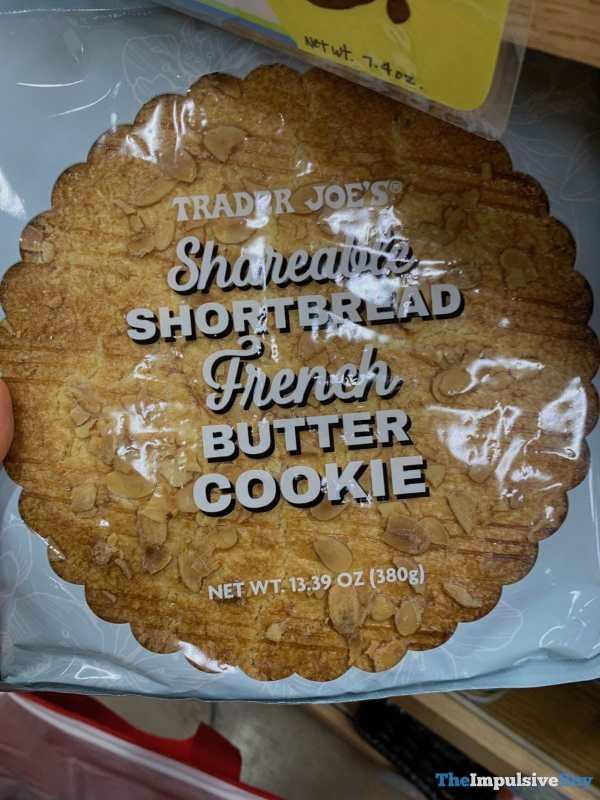 Net wt. 7.4 oz.
TRADER JOE'S®
Shareable
SHORTBREAD
French
BUTTER
COOKIE
NET WT. 13.39 OZ (380g)
TheImpulsiveBuy